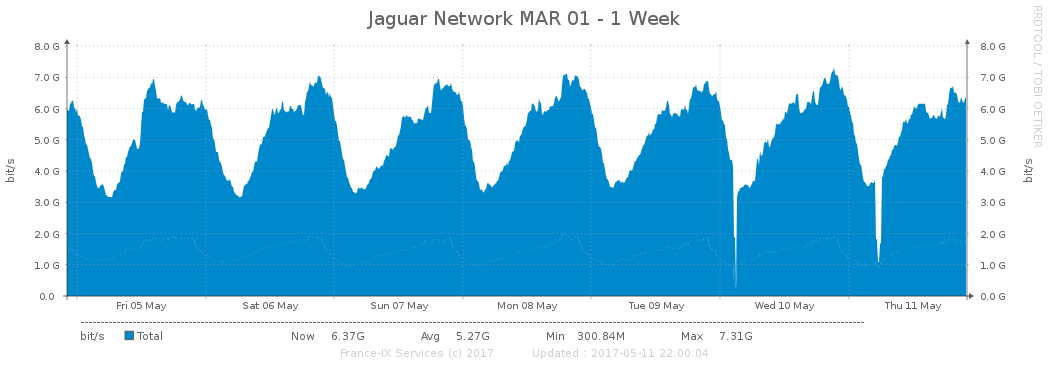 Jaguar Network MAR 01 - 1 Week
RRDTOOL / TOBI OETIKER
8.0 G 8.0 G
7.0 G 7.0 G
6.0 G 6.0 G
5.0 G 5.0 G
4.0 G 4.0 G
3.0 G 3.0 G
2.0 G 2.0 G
1.0 G 1.0 G
0.0 0.0 G
bit/s bit/s
Fri 05 May Sat 06 May Sun 07 May Mon 08 May Tue 09 May Wed 10 May Thu 11 May
bit/s Total Now 6.37G Avg 5.27G Min 300.84M Max 7.31G
France-IX Services (c) 2017 Updated : 2017-05-11 22:00:04